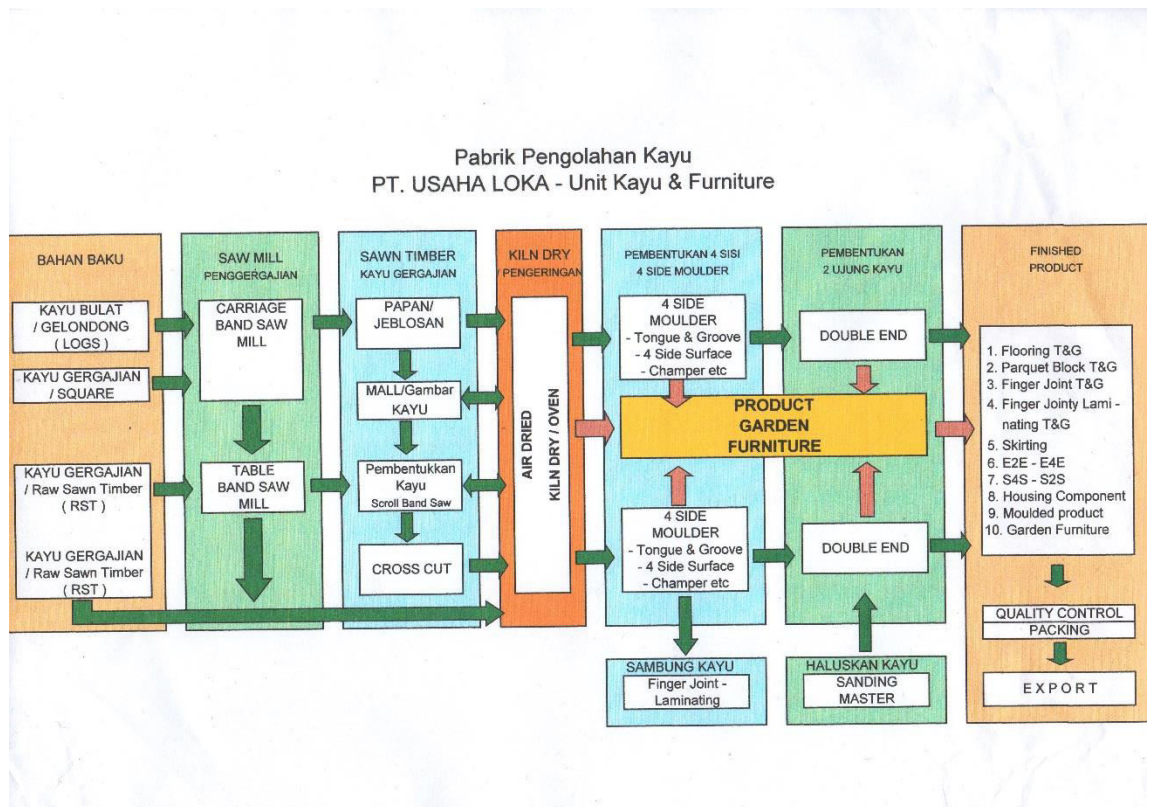 Pabrik Pengolahan Kayu
PT. USAHA LOKA - Unit Kayu & Furniture
BAHAN BAKU
KAYU BULAT
/ GELONDONG
( LOGS )
KAYU GERGAJIAN
/ SQUARE
KAYU GERGAJIAN
/ Raw Sawn Timber
( RST )
KAYU GERGAJIAN
/ Raw Sawn Timber
(RST )
SAW MILL
PENGGERGAJIAN
CARRIAGE
BAND SAW
MILL
TABLE
BAND SAW
MILL
SAWN TIMBER
KAYU GERGAJIAN
PAPAN/
JEBLOSAN
MALL/Gambar
KAYU
Pembentukkan
Kayu
Scroll Band Saw
CROSS CUT
KILN DRY
/ PENGERINGAN
AIR DRIED
KILN DRY / OVEN
PEMBENTUKAN 4 SISI
4 SIDE MOULDER
4 SIDE
MOULDER
- Tongue & Groove
- 4 Side Surface
- Champer etc
PRODUCT
GARDEN
FURNITURE
4 SIDE
MOULDER
- Tongue & Groove
- 4 Side Surface
- Champer etc
SAMBUNG KAYU
Finger Joint -
Laminating
PEMBENTUKAN
2 UJUNG KAYU
DOUBLE END
DOUBLE END
HALUSKAN KAYU
SANDING
MASTER
FINISHED
PRODUCT
1. Flooring T&G
2. Parquet Block T&G
3. Finger Joint T&G
4. Finger Jointy Lami -
nating T&G
5. Skirting
6. E2E - E4E
7. S4S - S2S
8. Housing Component
9. Moulded product
10. Garden Furniture
QUALITY CONTROL
PACKING
E X P O R T